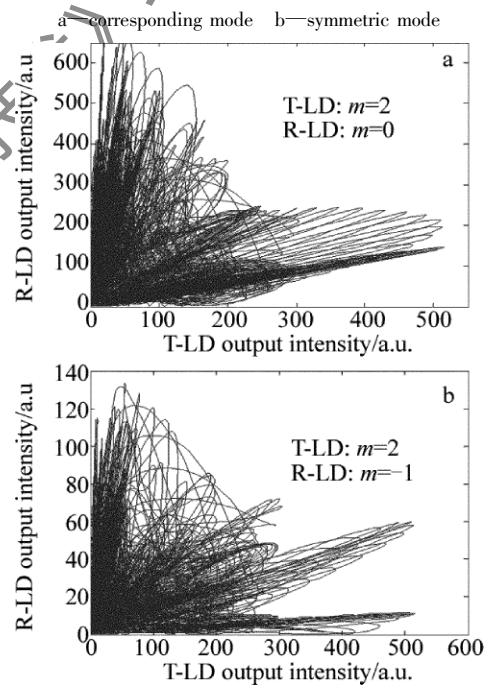 a—corresponding mode b—symmetric mode
a
T-LD: m=2
R-LD: m=0
R-LD output intensity/a.u
600
500
400
300
200
100
0
0 100 200 300 400 500
T-LD output intensity/a.u.
b
T-LD: m=2
R-LD: m=−1
R-LD output intensity/a.u
140
120
100
80
60
40
20
0
0 100 200 300 400 500 600
T-LD output intensity/a.u.